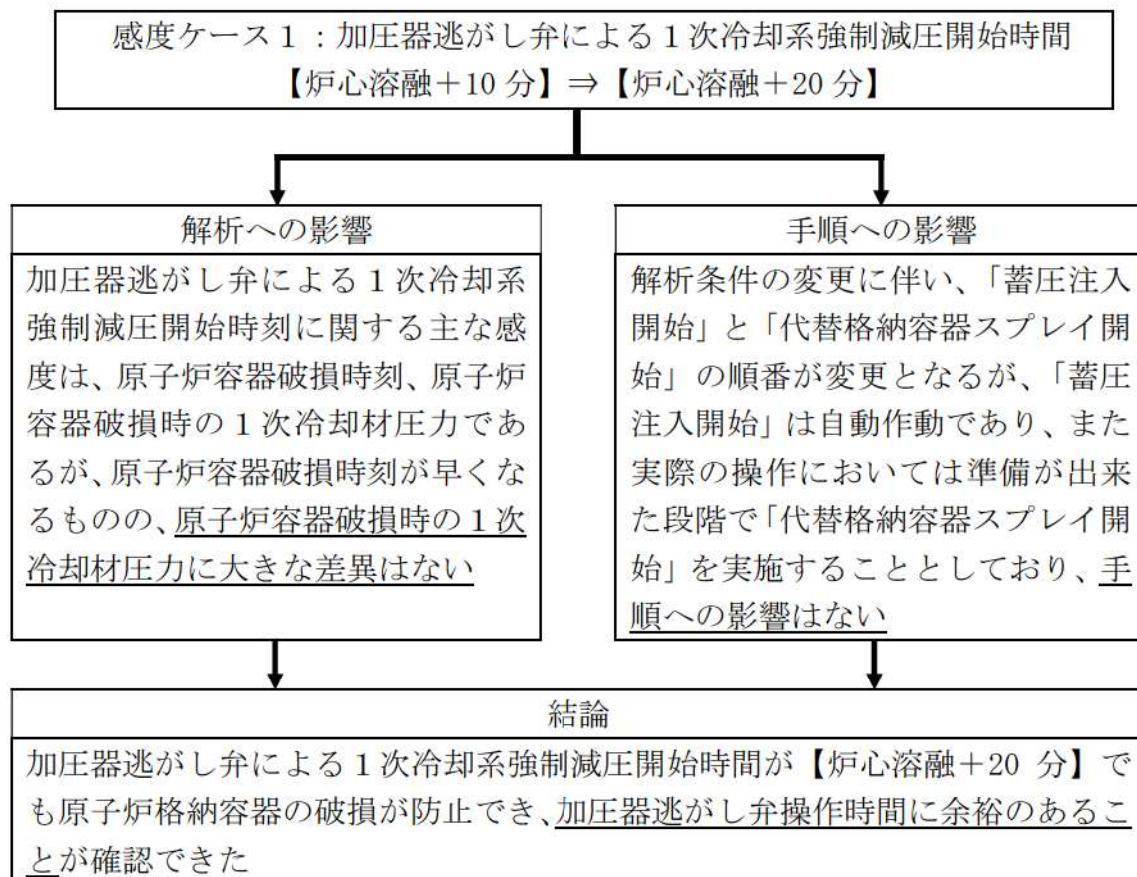 感度ケース１：加圧器逃がし弁による１次冷却系強制減圧開始時間
【炉心溶融＋10 分】⇒【炉心溶融＋20 分】
解析への影響
加圧器逃がし弁による１次冷却系
強制減圧開始時刻に関する主な感
度は、原子炉容器破損時刻、原子炉
容器破損時の１次冷却材圧力であ
るが、原子炉容器破損時刻が早くな
るものの、原子炉容器破損時の１次
冷却材圧力に大きな差異はない
手順への影響
解析条件の変更に伴い、「蓄圧注入
開始」と「代替格納容器スプレイ開
始」の順番が変更となるが、「蓄圧
注入開始」は自動作動であり、また
実際の操作においては準備が出来
た段階で「代替格納容器スプレイ開
始」を実施することとしており、手
順への影響はない
結論
加圧器逃がし弁による１次冷却系強制減圧開始時間が【炉心溶融＋20 分】で
も原子炉格納容器の破損が防止でき、加圧器逃がし弁操作時間に余裕のあるこ
とが確認できた